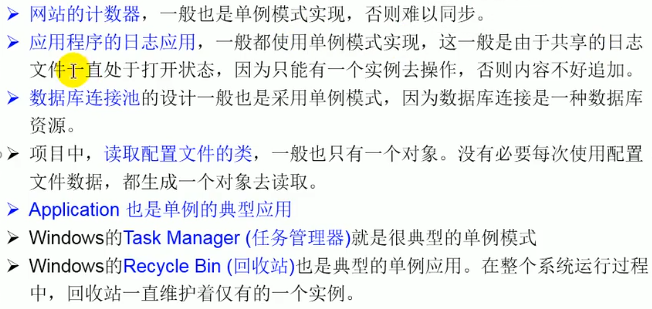 网站的计数器，一般也是单例模式实现，否则难以同步。
应用程序的日志应用，一般都使用单例模式实现，这一般是由于共享的日志
文件一直处于打开状态，因为只能有一个实例去操作，否则内容不好追加。
数据库连接池的设计一般也是采用单例模式，因为数据库连接是一种数据库
资源。
项目中，读取配置文件的类，一般也只有一个对象。没有必要每次使用配置
文件数据，都生成一个对象去读取。
Application 也是单例的典型应用
Windows的Task Manager (任务管理器)就是很典型的单例模式
Windows的Recycle Bin (回收站)也是典型的单例应用。在整个系统运行过程
中，回收站一直维护着仅有的一个实例。